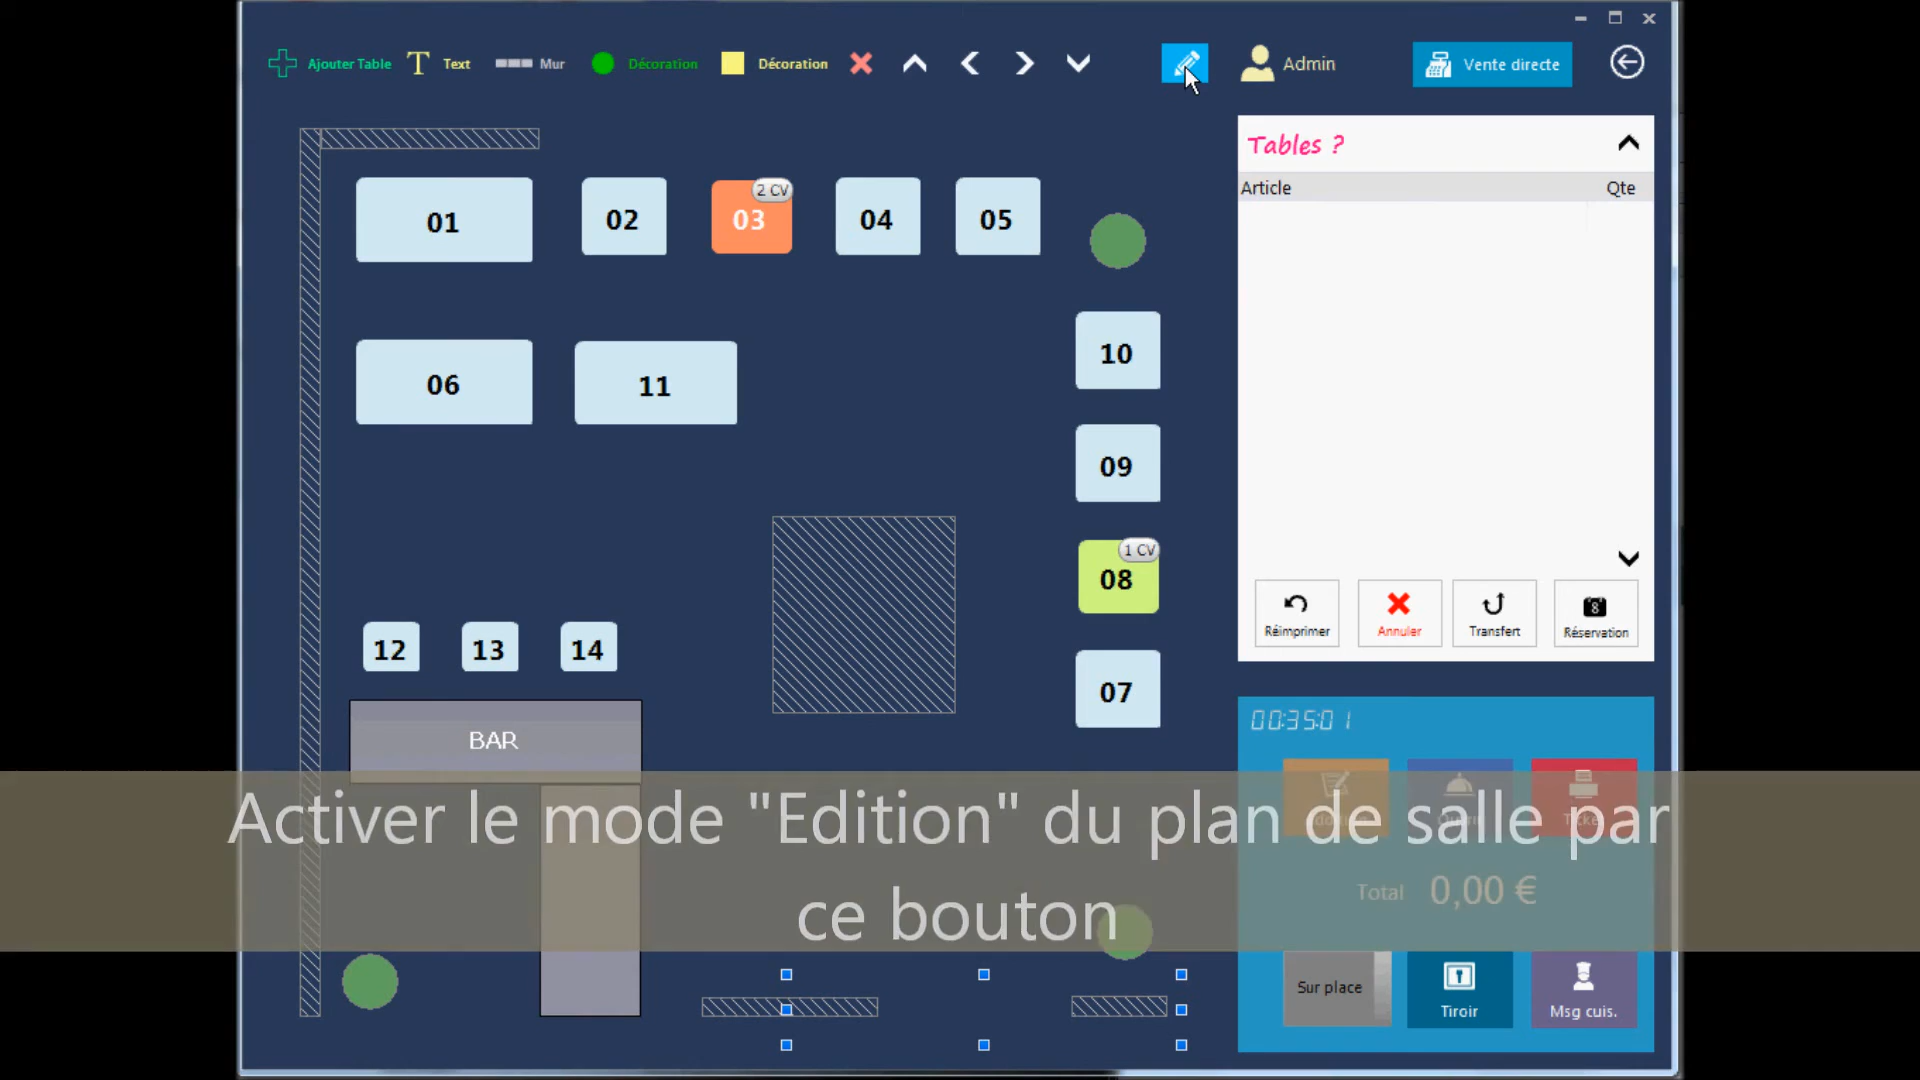 Ajouter Table
Text
Mur
Décoration
Décoration
Admin
Vente directe
Tables ?
Article Qte
01
02
2 CV
03
04
05
06
11
10
09
1 CV
08
07
12
13
14
BAR
Réimprimer
Annuler
Transfert
8
Réservation
00:35:01
Total 0,00 €
Activer le mode "Edition" du plan de salle par
ce bouton
Sur place
Tiroir
Msg cuis.